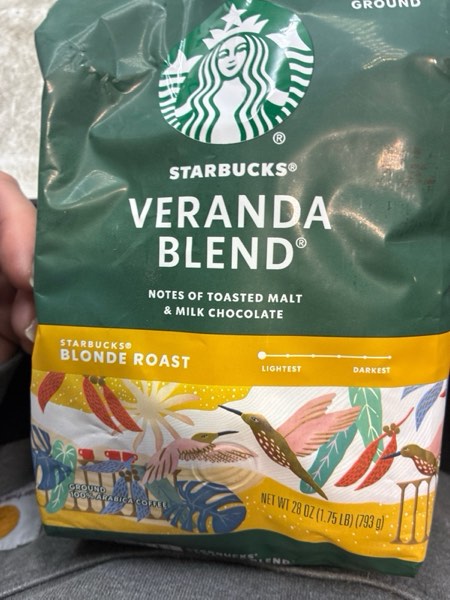 GROUND
STARBUCKS®
VERANDA
BLEND®
NOTES OF TOASTED MALT
& MILK CHOCOLATE
STARBUCKS®
BLONDE ROAST
LIGHTEST DARKEST
GROUND
100% ARABICA COFFEE
NET WT 28 OZ (1.75 LB) (793 g)